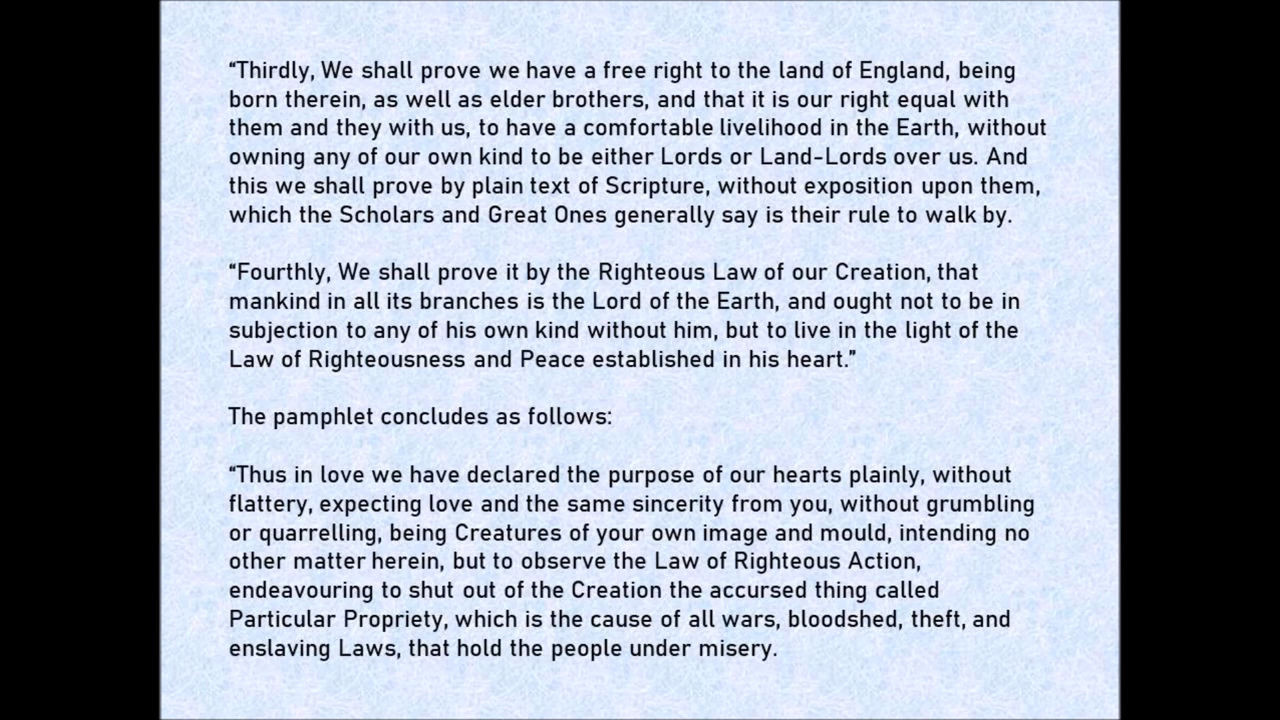 “Thirdly, We shall prove we have a free right to the land of England, being
born therein, as well as elder brothers, and that it is our right equal with
them and they with us, to have a comfortable livelihood in the Earth, without
owning any of our own kind to be either Lords or Land-Lords over us. And
this we shall prove by plain text of Scripture, without exposition upon them,
which the Scholars and Great Ones generally say is their rule to walk by.
“Fourthly, We shall prove it by the Righteous Law of our Creation, that
mankind in all its branches is the Lord of the Earth, and ought not to be in
subjection to any of his own kind without him, but to live in the light of the
Law of Righteousness and Peace established in his heart.”
The pamphlet concludes as follows:
“Thus in love we have declared the purpose of our hearts plainly, without
flattery, expecting love and the same sincerity from you, without grumbling
or quarrelling, being Creatures of your own image and mould, intending no
other matter herein, but to observe the Law of Righteous Action,
endeavouring to shut out of the Creation the accursed thing called
Particular Propriety, which is the cause of all wars, bloodshed, theft, and
enslaving Laws, that hold the people under misery.